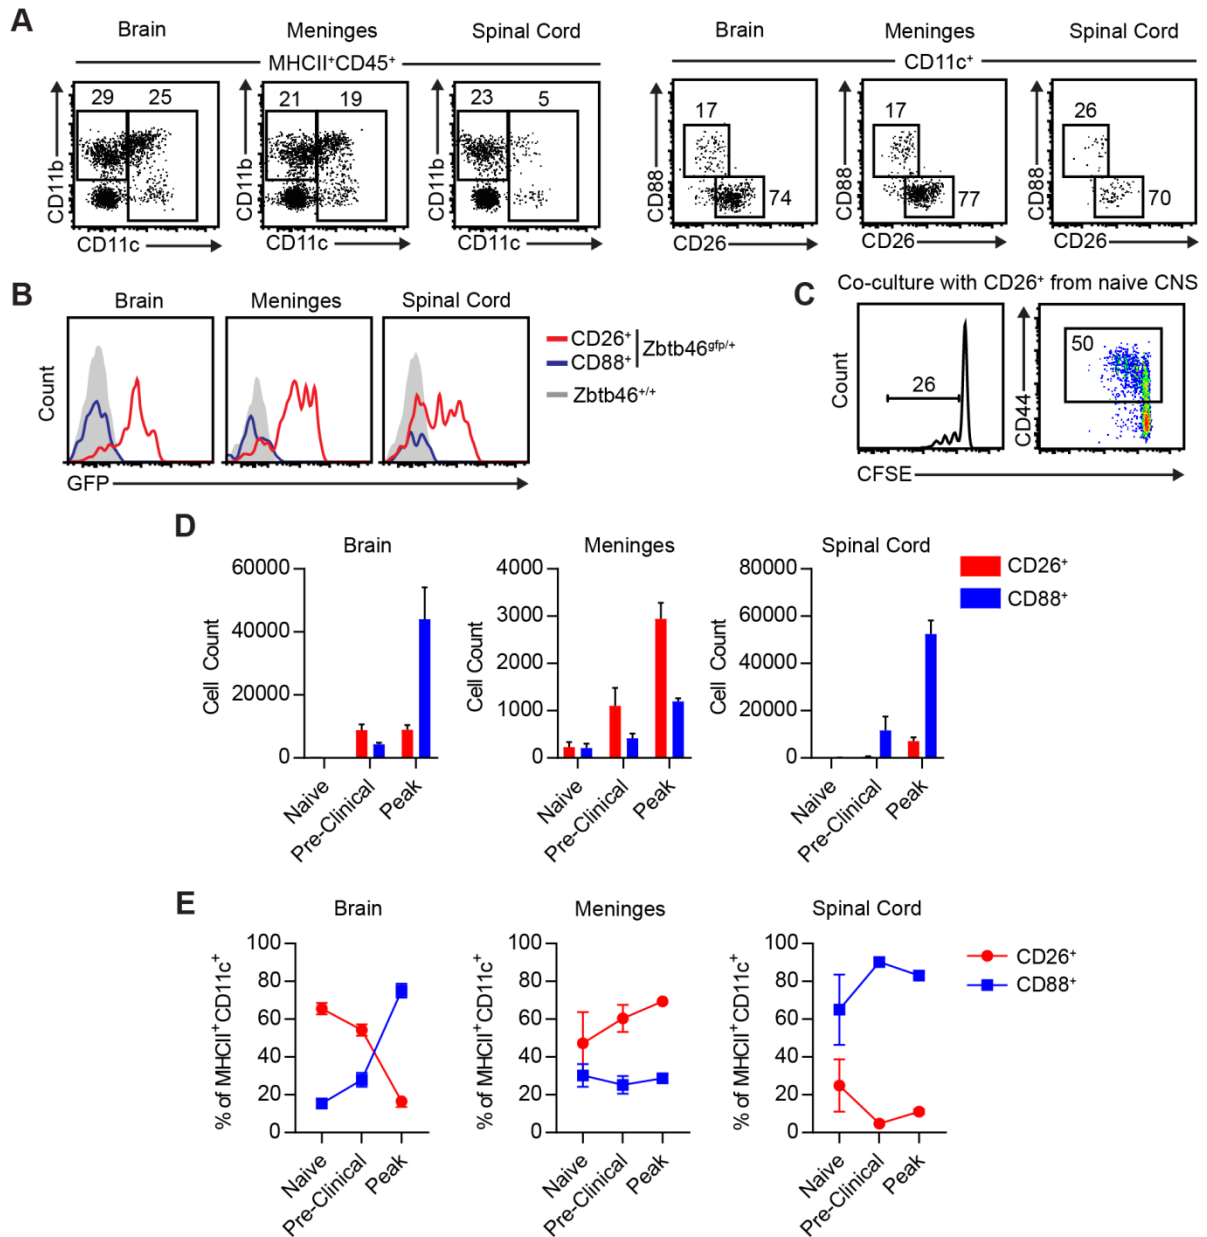 A
Brain Meninges Spinal Cord
MHCII⁺CD45⁺
29 25
21 19
23 5
CD11b CD11b CD11b
CD11c CD11c CD11c
Brain Meninges Spinal Cord
CD11c⁺
17 74
17 77
26 70
CD88 CD88 CD88
CD26 CD26 CD26
B
Brain Meninges Spinal Cord
Count
GFP
CD26⁺
CD88⁺
Zbtb46ᵍᶠᵖ/⁺
Zbtb46⁺/⁺
C
Co-culture with CD26⁺ from naive CNS
Count
26
CD44
50
CFSE
D
Brain
Cell Count
60000
40000
20000
0
Naive Pre-Clinical Peak
Meninges
Cell Count
4000
3000
2000
1000
0
Naive Pre-Clinical Peak
Spinal Cord
Cell Count
80000
60000
40000
20000
0
Naive Pre-Clinical Peak
CD26⁺
CD88⁺
E
Brain
% of MHCII⁺CD11c⁺
100
80
60
40
20
0
Naive Pre-Clinical Peak
Meninges
% of MHCII⁺CD11c⁺
100
80
60
40
20
0
Naive Pre-Clinical Peak
Spinal Cord
% of MHCII⁺CD11c⁺
100
80
60
40
20
0
Naive Pre-Clinical Peak
CD26⁺
CD88⁺